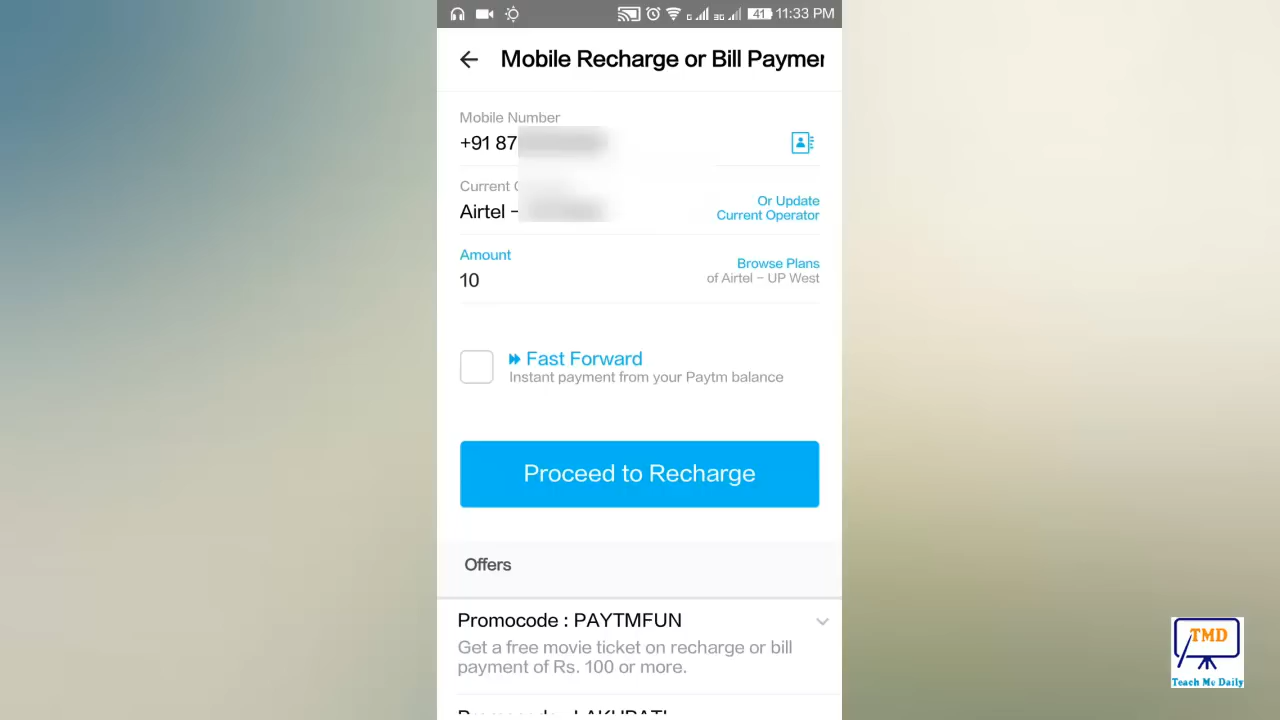 41 11:33 PM
Mobile Recharge or Bill Paymen
Mobile Number
+91 87
Current
Airtel –
Or Update
Current Operator
Amount
10
Browse Plans
of Airtel – UP West
Fast Forward
Instant payment from your Paytm balance
Proceed to Recharge
Offers
Promocode : PAYTMFUN
Get a free movie ticket on recharge or bill
payment of Rs. 100 or more.
TMD
Teach Me Daily